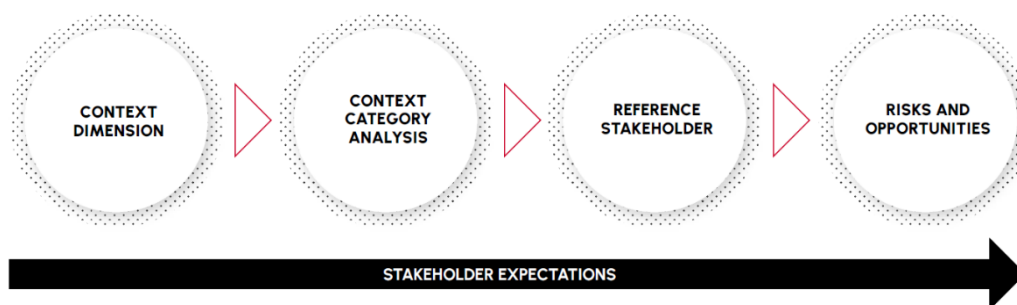 CONTEXT
DIMENSION
CONTEXT
CATEGORY
ANALYSIS
REFERENCE
STAKEHOLDER
RISKS AND
OPPORTUNITIES
STAKEHOLDER EXPECTATIONS